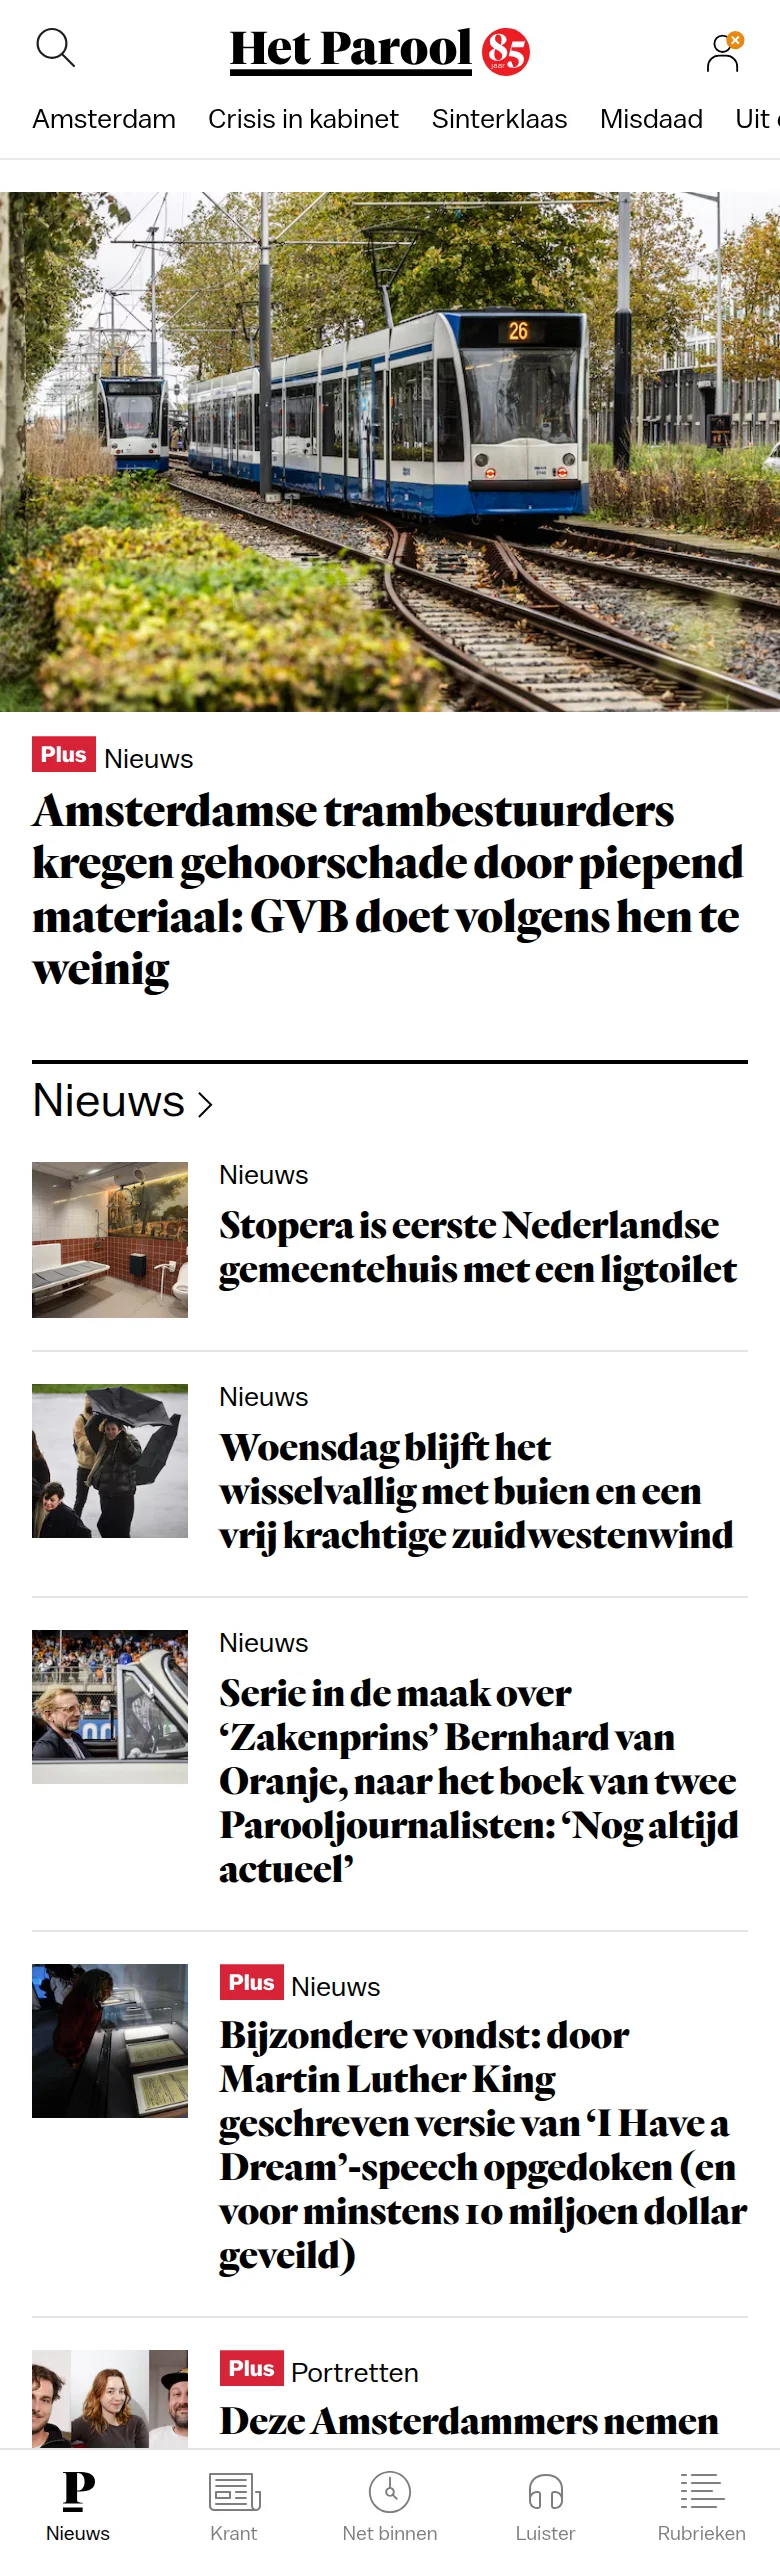 Het Parool 85 jaar
Amsterdam Crisis in kabinet Sinterklaas Misdaad Uit
26
Plus Nieuws
Amsterdamse trambestuurders
kregen gehoorschade door piepend
materiaal: GVB doet volgens hen te
weinig
Nieuws
Nieuws
Stopera is eerste Nederlandse
gemeentehuis met een ligtoilet
Nieuws
Woensdag blijft het
wisselvallig met buien en een
vrij krachtige zuidwestenwind
Nieuws
Serie in de maak over
‘Zakenprins’ Bernhard van
Oranje, naar het boek van twee
Parooljournalisten: ‘Nog altijd
actueel’
Plus Nieuws
Bijzondere vondst: door
Martin Luther King
geschreven versie van ‘I Have a
Dream’-speech opgedoken (en
voor minstens 10 miljoen dollar
geveild)
Plus Portretten
Deze Amsterdammers nemen
P
Nieuws Krant Net binnen Luister Rubrieken